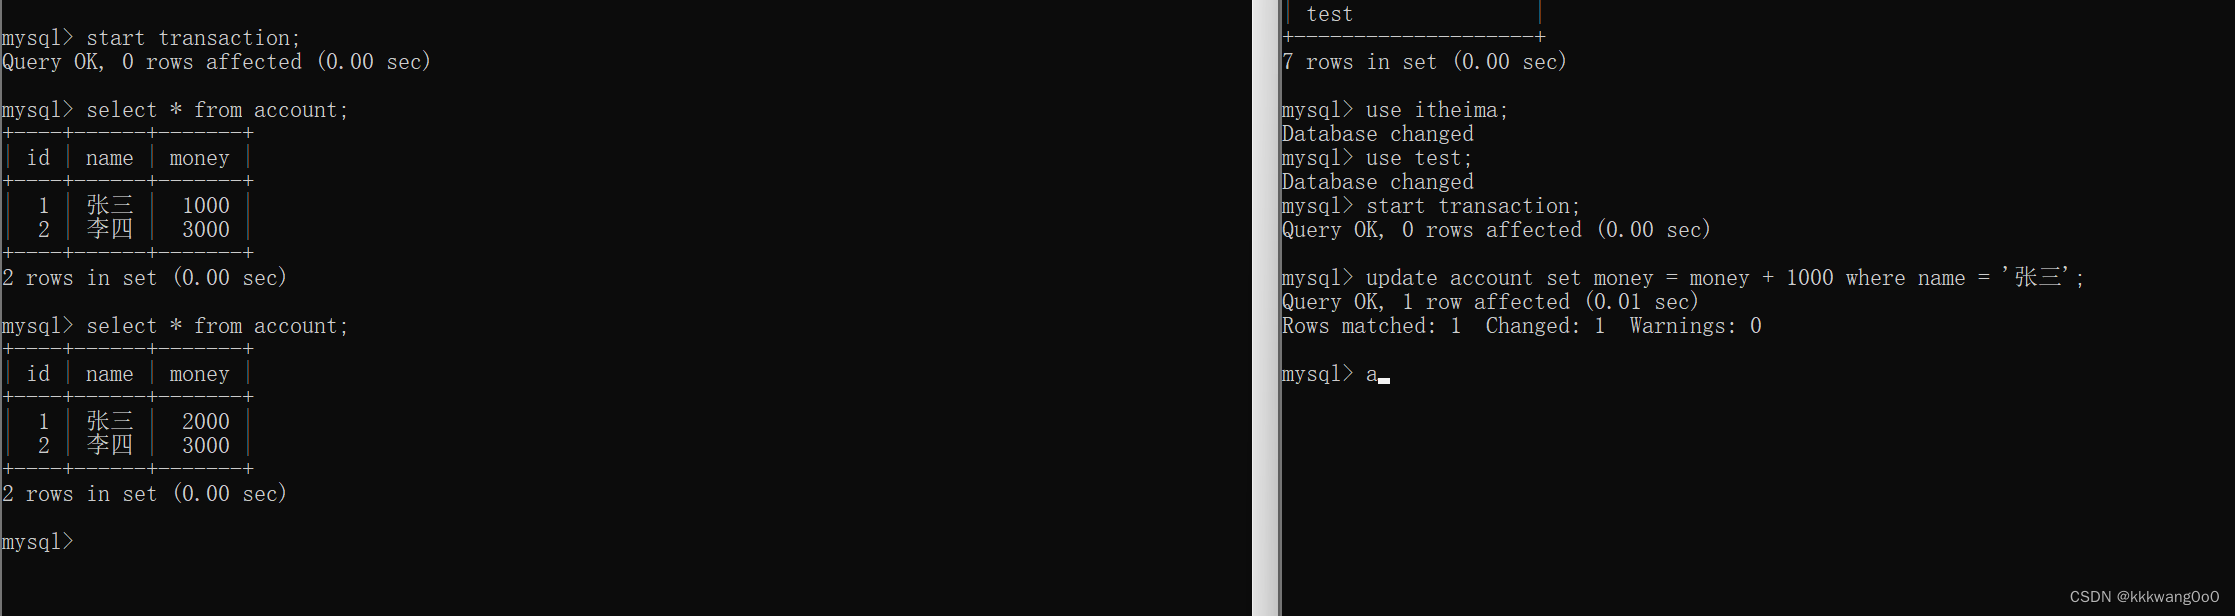 mysql> start transaction;
Query OK, 0 rows affected (0.00 sec)
mysql> select * from account;
+----+------+-------+
| id | name | money |
+----+------+-------+
| 1 | 张三 | 1000 |
| 2 | 李四 | 3000 |
+----+------+-------+
2 rows in set (0.00 sec)
mysql> select * from account;
+----+------+-------+
| id | name | money |
+----+------+-------+
| 1 | 张三 | 2000 |
| 2 | 李四 | 3000 |
+----+------+-------+
2 rows in set (0.00 sec)
mysql>
| test |
+--------------------+
7 rows in set (0.00 sec)
mysql> use itheima;
Database changed
mysql> use test;
Database changed
mysql> start transaction;
Query OK, 0 rows affected (0.00 sec)
mysql> update account set money = money + 1000 where name = '张三';
Query OK, 1 row affected (0.01 sec)
Rows matched: 1  Changed: 1  Warnings: 0
mysql> a
CSDN @kkkwang0o0